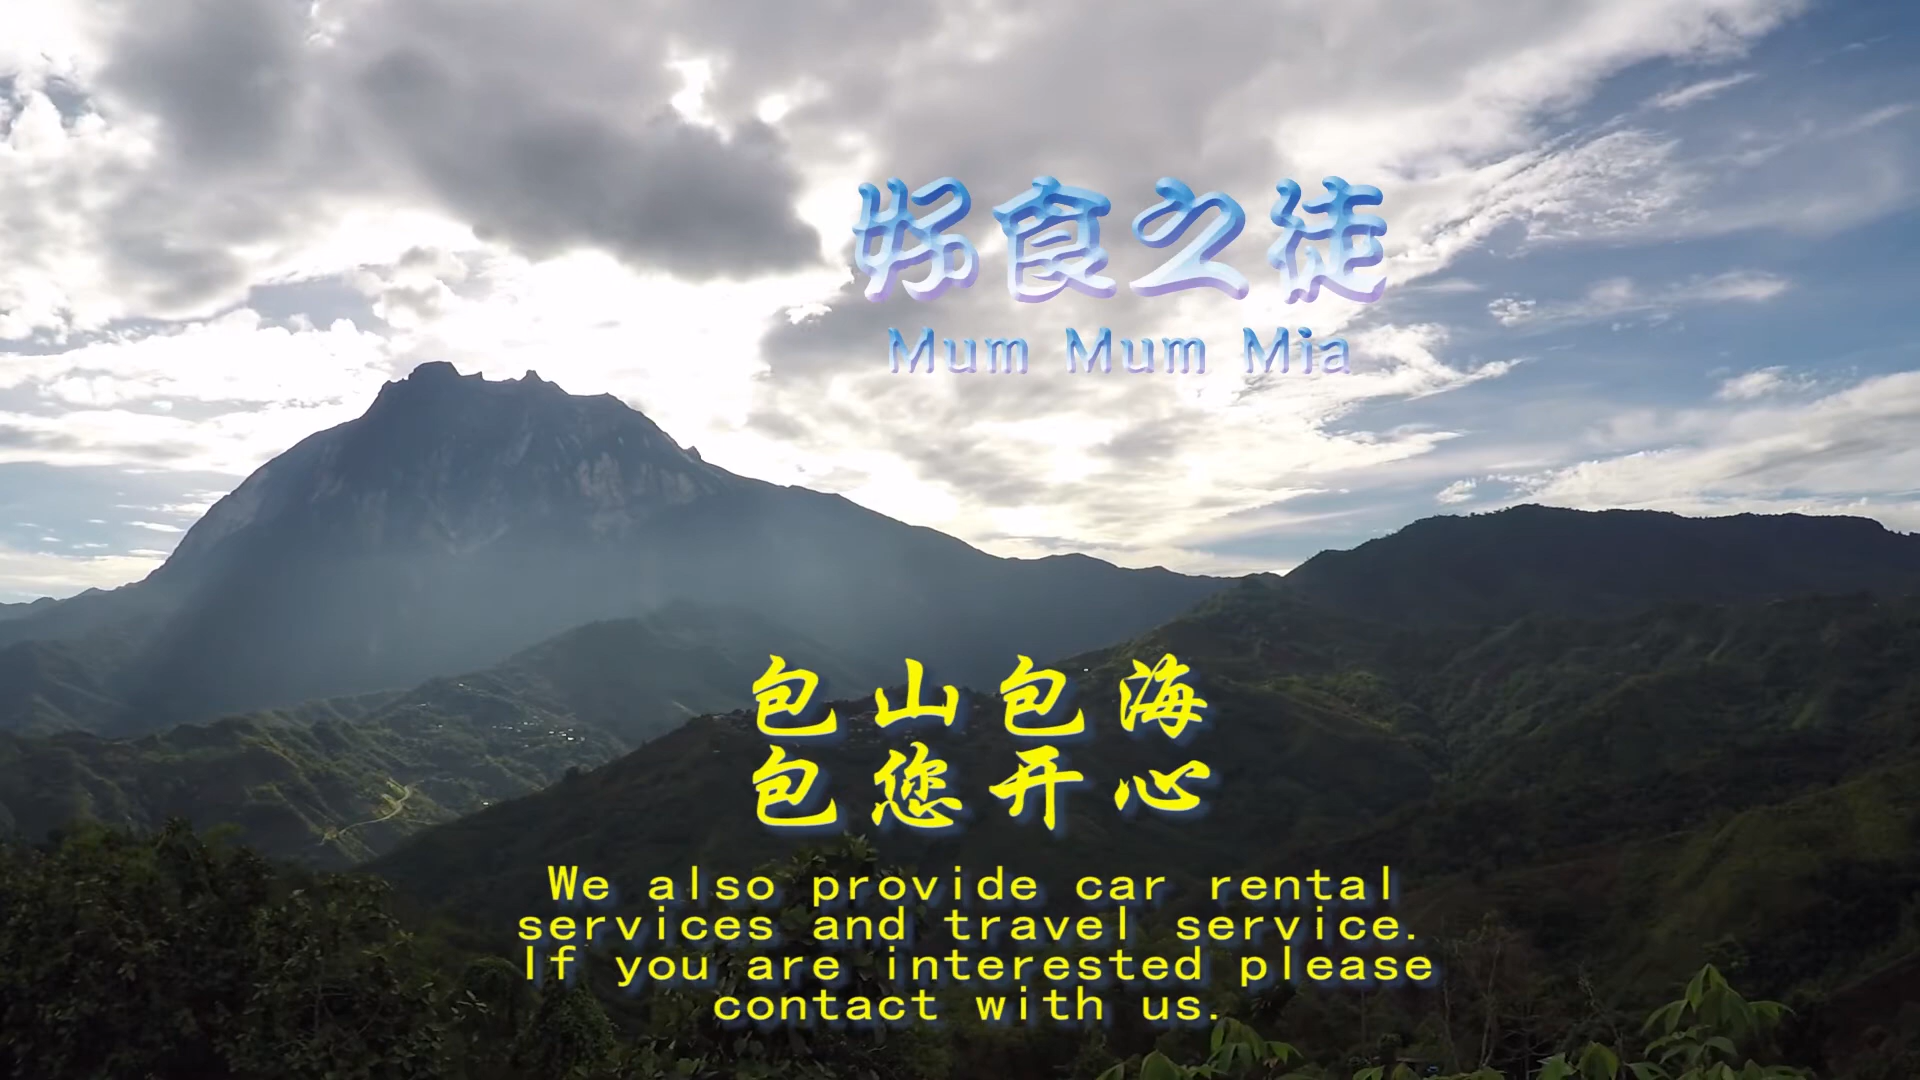 好食之徒
Mum Mum Mia
包山包海
包您开心
We also provide car rental
services and travel service.
If you are interested please
contact with us.